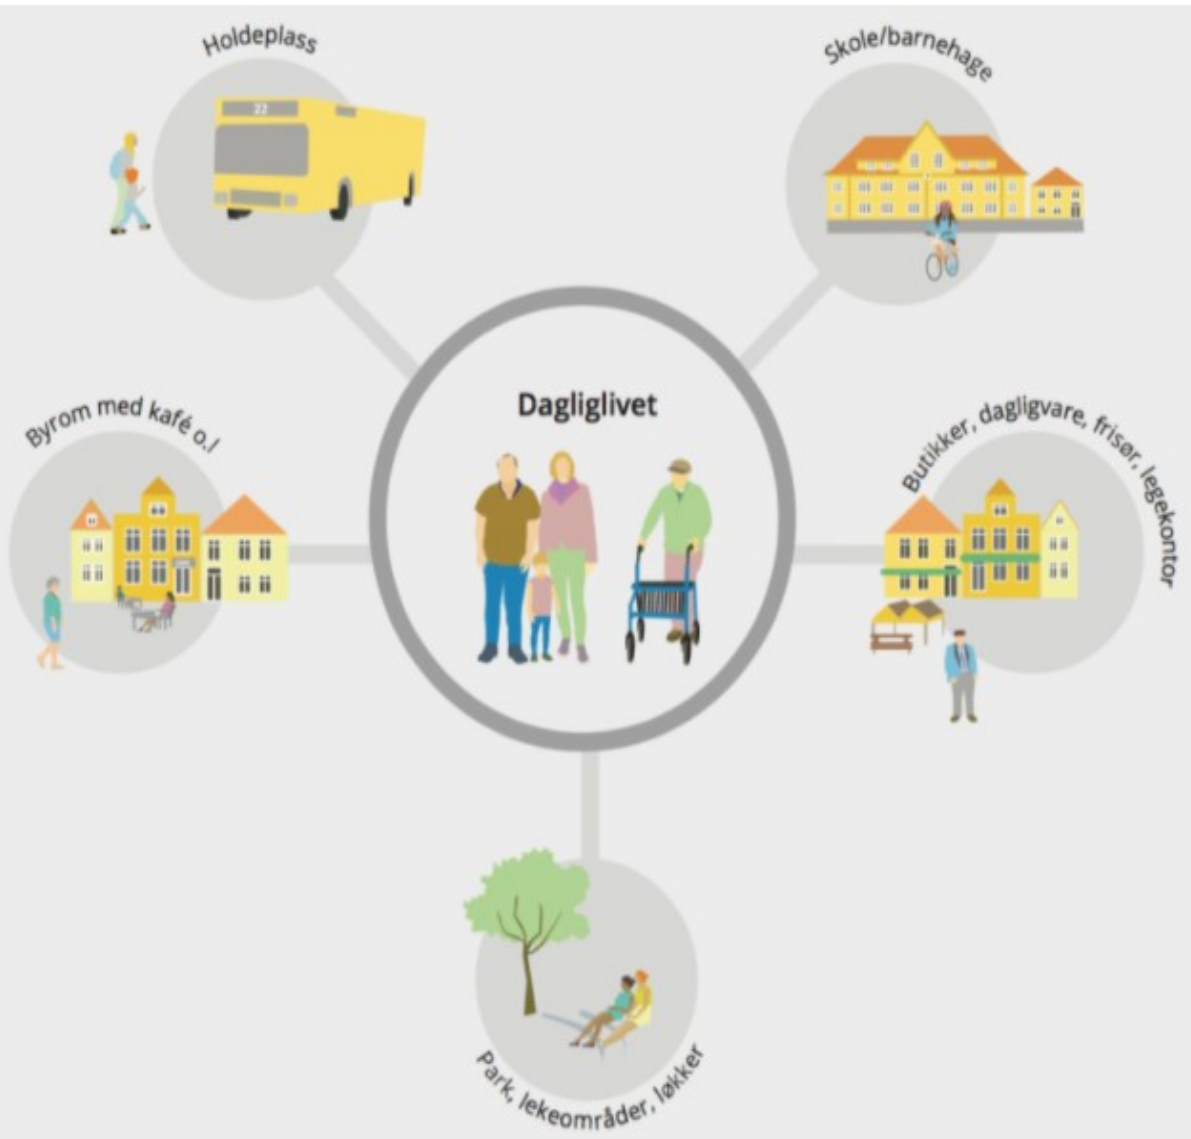 Holdeplass
Skole/barnehage
Dagliglivet
Byrom med kafé o.l
Butikker, dagligvare, frisør, legekontor
Park, lekeområder, løkker